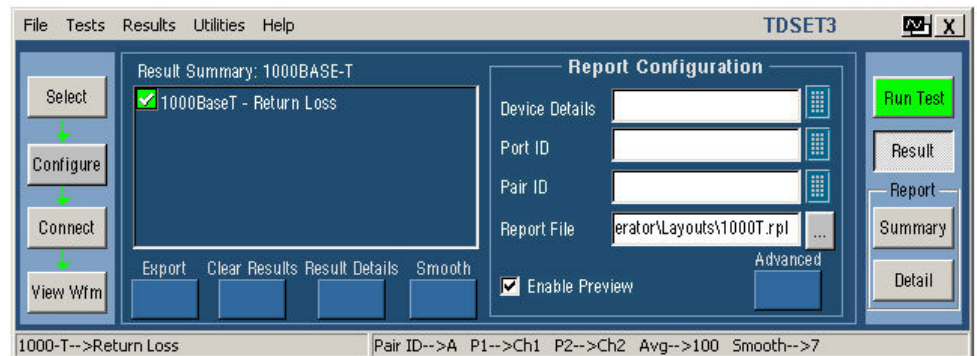 File Tests Results Utilities Help TDSET3 X
Select
Configure
Connect
View Wfm
Result Summary: 1000BASE-T
1000BaseT - Return Loss
Export Clear Results Result Details Smooth
Report Configuration
Device Details
Port ID
Pair ID
Report File erator\Layouts\1000T.rpl ...
Enable Preview
Advanced
Run Test
Result
Report
Summary
Detail
1000-T-->Return Loss Pair ID-->A P1-->Ch1 P2-->Ch2 Avg-->100 Smooth-->7